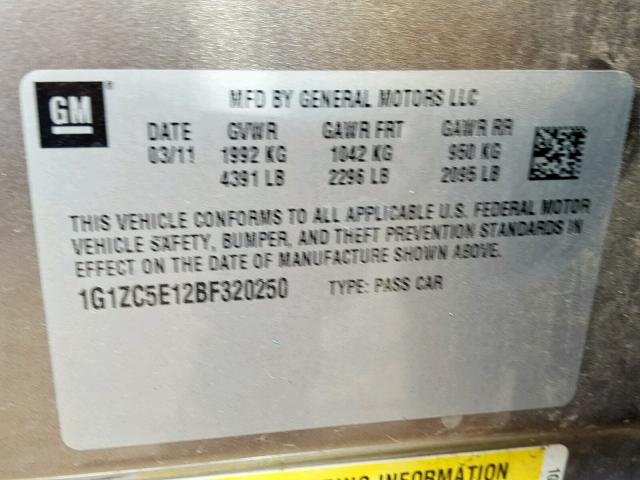 GM
MFD BY GENERAL MOTORS LLC
DATE GVWR GAWR FRT GAWR RR
03/11 1992 KG 1042 KG 950 KG
4391 LB 2296 LB 2095 LB
THIS VEHICLE CONFORMS TO ALL APPLICABLE U.S. FEDERAL MOTOR
VEHICLE SAFETY, BUMPER, AND THEFT PREVENTION STANDARDS IN
EFFECT ON THE DATE OF MANUFACTURE SHOWN ABOVE.
1G1ZC5E12BF320250 TYPE: PASS CAR
INFORMATION